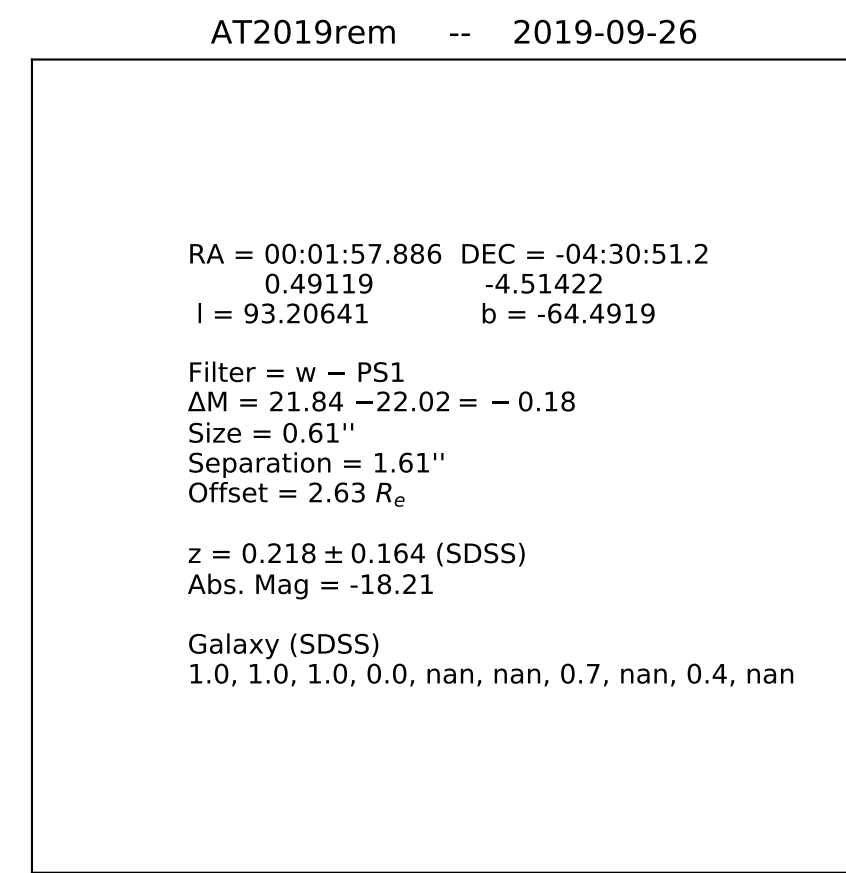 AT2019rem -- 2019-09-26
RA = 00:01:57.886 DEC = -04:30:51.2
0.49119 -4.51422
l = 93.20641 b = -64.4919
Filter = w − PS1
ΔM = 21.84 −22.02 = − 0.18
Size = 0.61''
Separation = 1.61''
Offset = 2.63 Rₑ
z = 0.218 ± 0.164 (SDSS)
Abs. Mag = -18.21
Galaxy (SDSS)
1.0, 1.0, 1.0, 0.0, nan, nan, 0.7, nan, 0.4, nan